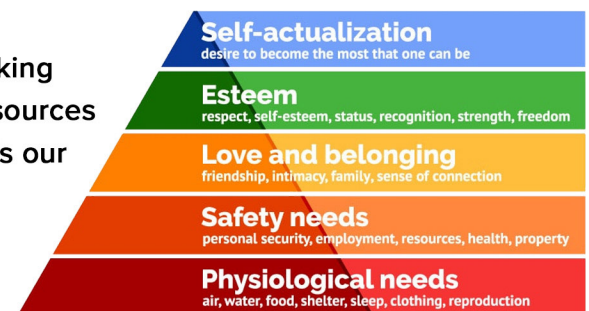 king
sources
s our
Self-actualization
desire to become the most that one can be
Esteem
respect, self-esteem, status, recognition, strength, freedom
Love and belonging
friendship, intimacy, family, sense of connection
Safety needs
personal security, employment, resources, health, property
Physiological needs
air, water, food, shelter, sleep, clothing, reproduction